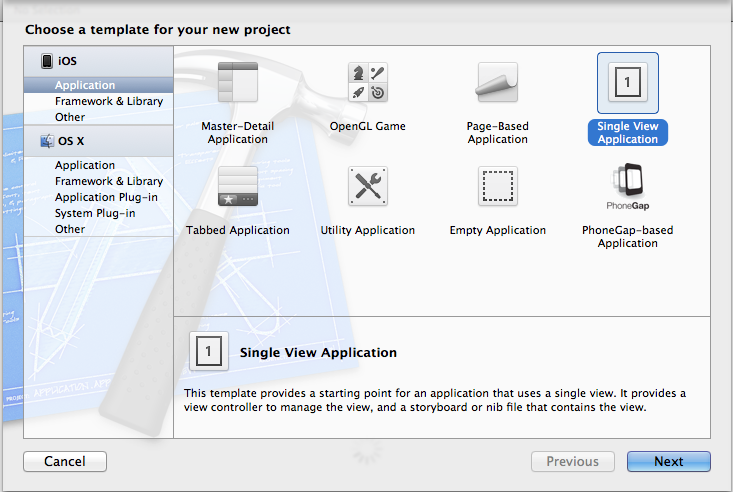 Choose a template for your new project
iOS
Application
Framework & Library
Other
OS X
Application
Framework & Library
Application Plug-in
System Plug-in
Other
Master-Detail
Application
OpenGL Game
Page-Based
Application
1
Single View
Application
Tabbed Application
Utility Application
Empty Application
PhoneGap
PhoneGap-based
Application
1
Single View Application
This template provides a starting point for an application that uses a single view. It provides a
view controller to manage the view, and a storyboard or nib file that contains the view.
Cancel
Previous
Next